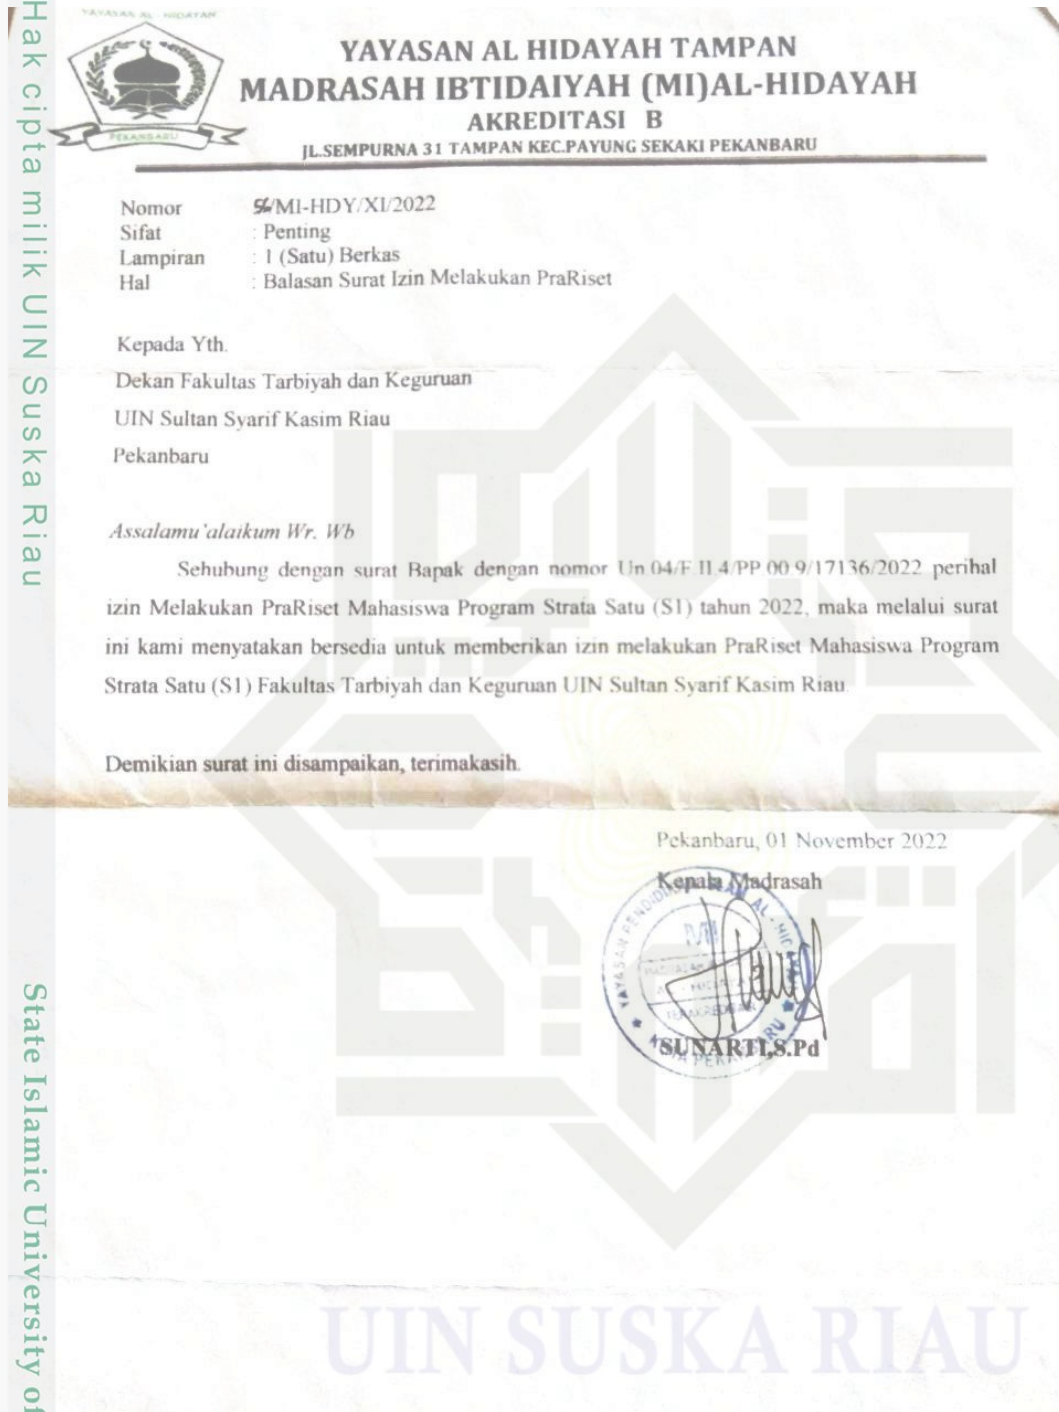 Hak cipta milik UIN Suska Riau
State Islamic University of
YAYASAN AL - HIDAYAH
PEKANBARU
YAYASAN AL HIDAYAH TAMPAN
MADRASAH IBTIDAIYAH (MI)AL-HIDAYAH
AKREDITASI B
JL.SEMPURNA 31 TAMPAN KEC.PAYUNG SEKAKI PEKANBARU
Nomor /MI-HDY/XI/2022
Sifat : Penting
Lampiran : 1 (Satu) Berkas
Hal : Balasan Surat Izin Melakukan PraRiset
Kepada Yth.
Dekan Fakultas Tarbiyah dan Keguruan
UIN Sultan Syarif Kasim Riau
Pekanbaru
Assalamu'alaikum Wr. Wb
Sehubung dengan surat Bapak dengan nomor Un.04/F.II.4/PP.00.9/17136/2022 perihal
izin Melakukan PraRiset Mahasiswa Program Strata Satu (S1) tahun 2022, maka melalui surat
ini kami menyatakan bersedia untuk memberikan izin melakukan PraRiset Mahasiswa Program
Strata Satu (S1) Fakultas Tarbiyah dan Keguruan UIN Sultan Syarif Kasim Riau.
Demikian surat ini disampaikan, terimakasih.
Pekanbaru, 01 November 2022
Kepala Madrasah
MI
SUNARTI,S.Pd
UIN SUSKA RIAU